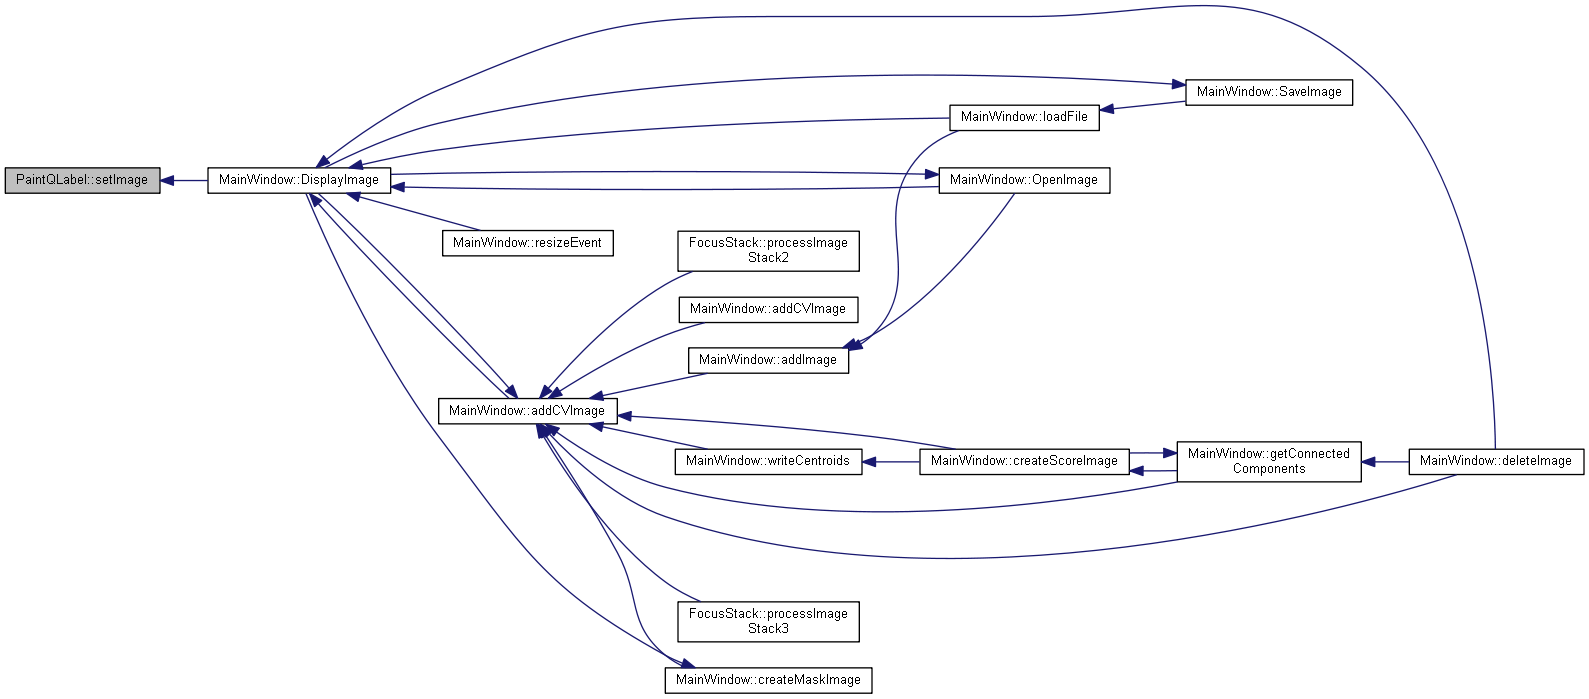 MainWindow::SaveImage
MainWindow::loadFile
PaintQLabel::setImage
MainWindow::DisplayImage
MainWindow::OpenImage
MainWindow::resizeEvent
FocusStack::processImage
Stack2
MainWindow::addCVImage
MainWindow::addImage
MainWindow::addCVImage
MainWindow::writeCentroids
MainWindow::createScoreImage
MainWindow::getConnected
Components
MainWindow::deleteImage
FocusStack::processImage
Stack3
MainWindow::createMaskImage